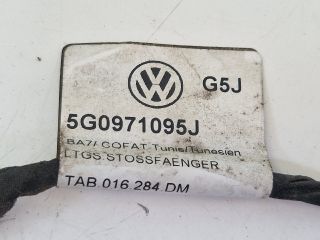 G5J
5G0971095J
BA7/ COFAT Tunis/Tunesien
LTGS STOSSFAENGER
TAB 016 284 DM